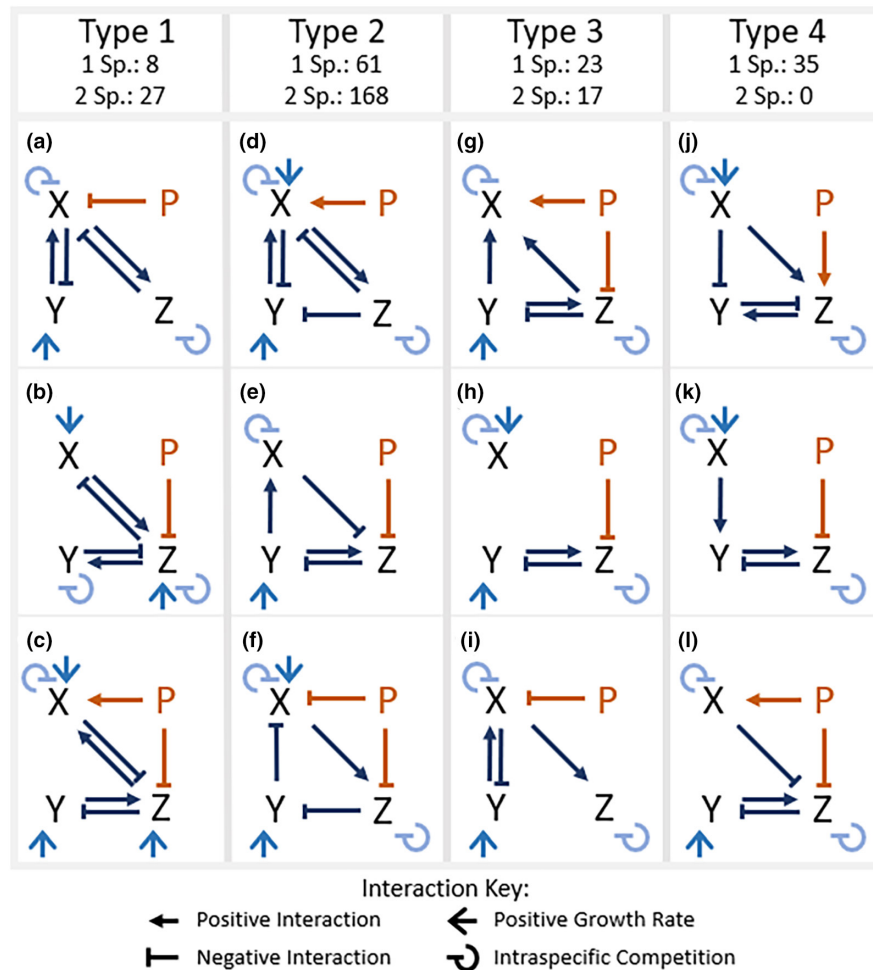 Type 1
1 Sp.: 8
2 Sp.: 27
Type 2
1 Sp.: 61
2 Sp.: 168
Type 3
1 Sp.: 23
2 Sp.: 17
Type 4
1 Sp.: 35
2 Sp.: 0
(a)
X P
Y Z
(d)
X P
Y Z
(g)
X P
Y Z
(j)
X P
Y Z
(b)
X P
Y Z
(e)
X P
Y Z
(h)
X P
Y Z
(k)
X P
Y Z
(c)
X P
Y Z
(f)
X P
Y Z
(i)
X P
Y Z
(l)
X P
Y Z
Interaction Key:
Positive Interaction
Positive Growth Rate
Negative Interaction
Intraspecific Competition